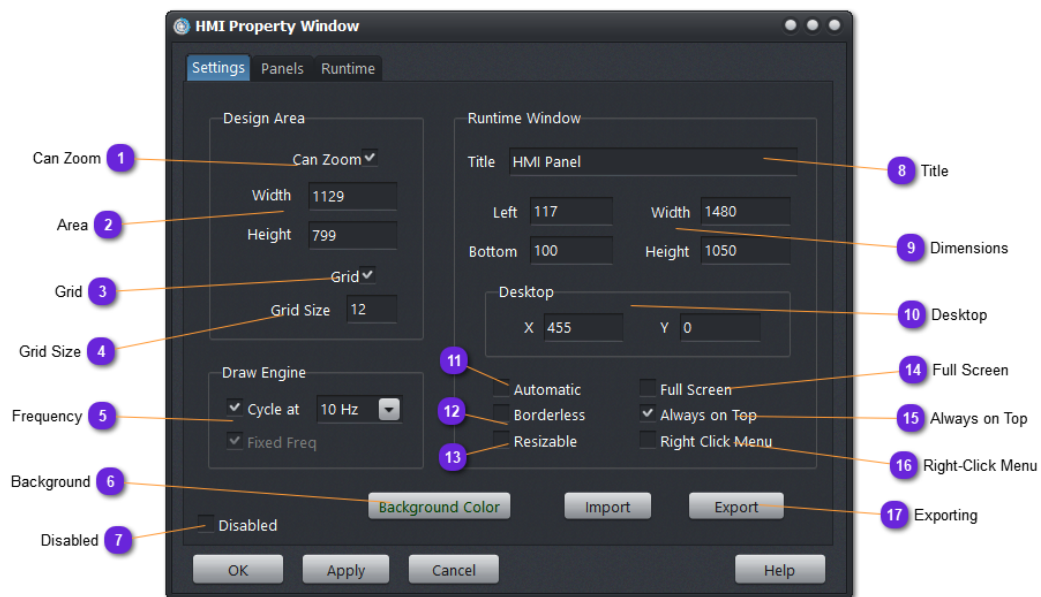 HMI Property Window
Settings Panels Runtime
Design Area
Can Zoom
Width 1129
Height 799
Grid
Grid Size 12
Draw Engine
Cycle at 10 Hz
Fixed Freq
Runtime Window
Title HMI Panel
Left 117 Width 1480
Bottom 100 Height 1050
Desktop
X 455 Y 0
Automatic Full Screen
Borderless Always on Top
Resizable Right Click Menu
Background Color Import Export
Disabled
OK Apply Cancel Help
Can Zoom 1
Area 2
Grid 3
Grid Size 4
Frequency 5
Background 6
Disabled 7
8 Title
9 Dimensions
10 Desktop
11
12
13
14 Full Screen
15 Always on Top
16 Right-Click Menu
17 Exporting